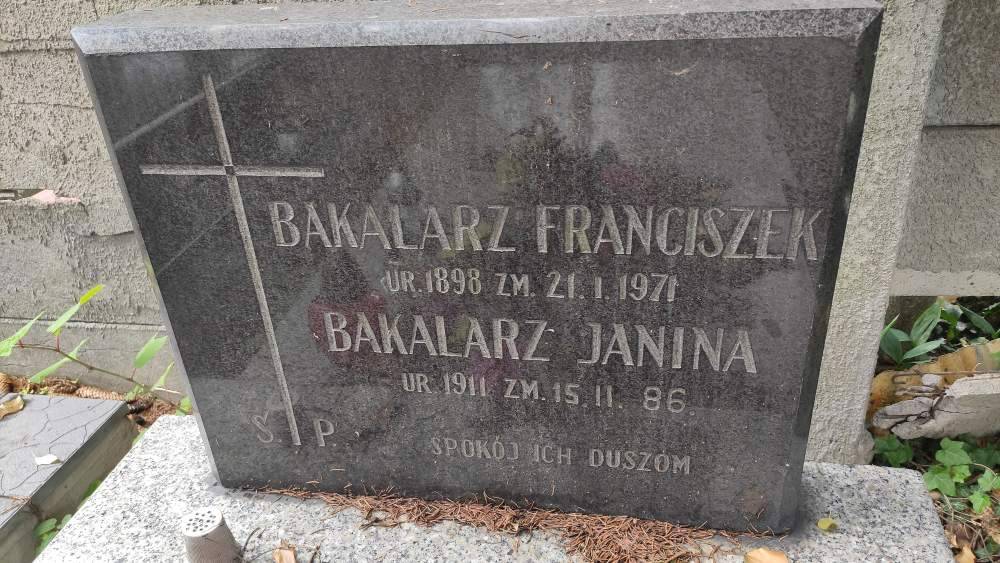 BAKALARZ FRANCISZEK
UR. 1898 ZM. 21. I. 1971
BAKALARZ JANINA
UR. 1911 ZM. 15. II. 86.
Ś. P.
SPOKÓJ ICH DUSZOM